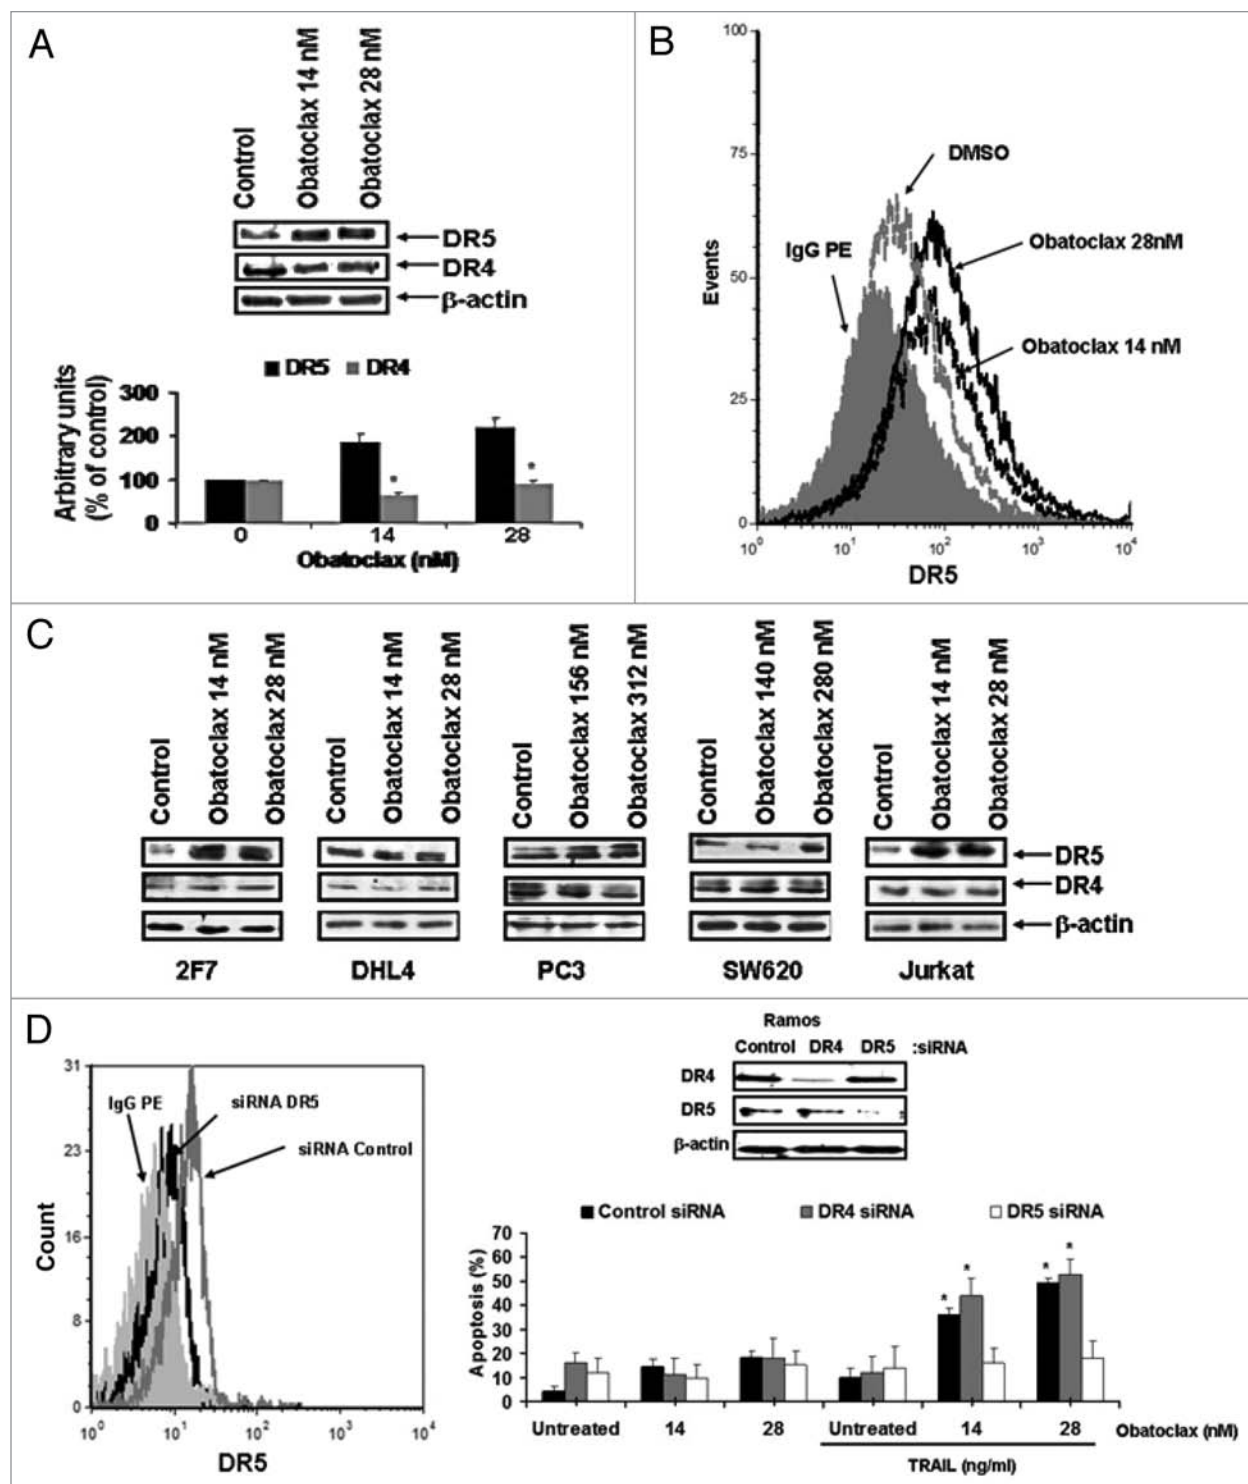 A
Control
Obatoclax 14 nM
Obatoclax 28 nM
DR5
DR4
β-actin
DR5 DR4
Arbitrary units
(% of control)
300
200
100
0
0 14 28
Obatoclax (nM)
*
*
B
100
75
50
25
0
Events
DMSO
IgG PE
Obatoclax 28nM
Obatoclax 14 nM
10⁰ 10¹ 10² 10³ 10⁴
DR5
C
Control
Obatoclax 14 nM
Obatoclax 28 nM
Control
Obatoclax 14 nM
Obatoclax 28 nM
Control
Obatoclax 156 nM
Obatoclax 312 nM
Control
Obatoclax 140 nM
Obatoclax 280 nM
Control
Obatoclax 14 nM
Obatoclax 28 nM
DR5
DR4
β-actin
2F7 DHL4 PC3 SW620 Jurkat
D
31
23
16
8
0
Count
IgG PE
siRNA DR5
siRNA Control
10⁰ 10¹ 10² 10³ 10⁴
DR5
Ramos
Control DR4 DR5 :siRNA
DR4
DR5
β-actin
Control siRNA DR4 siRNA DR5 siRNA
Apoptosis (%)
70
60
50
40
30
20
10
0
* * * *
Untreated 14 28 Untreated 14 28 Obatoclax (nM)
TRAIL (ng/ml)